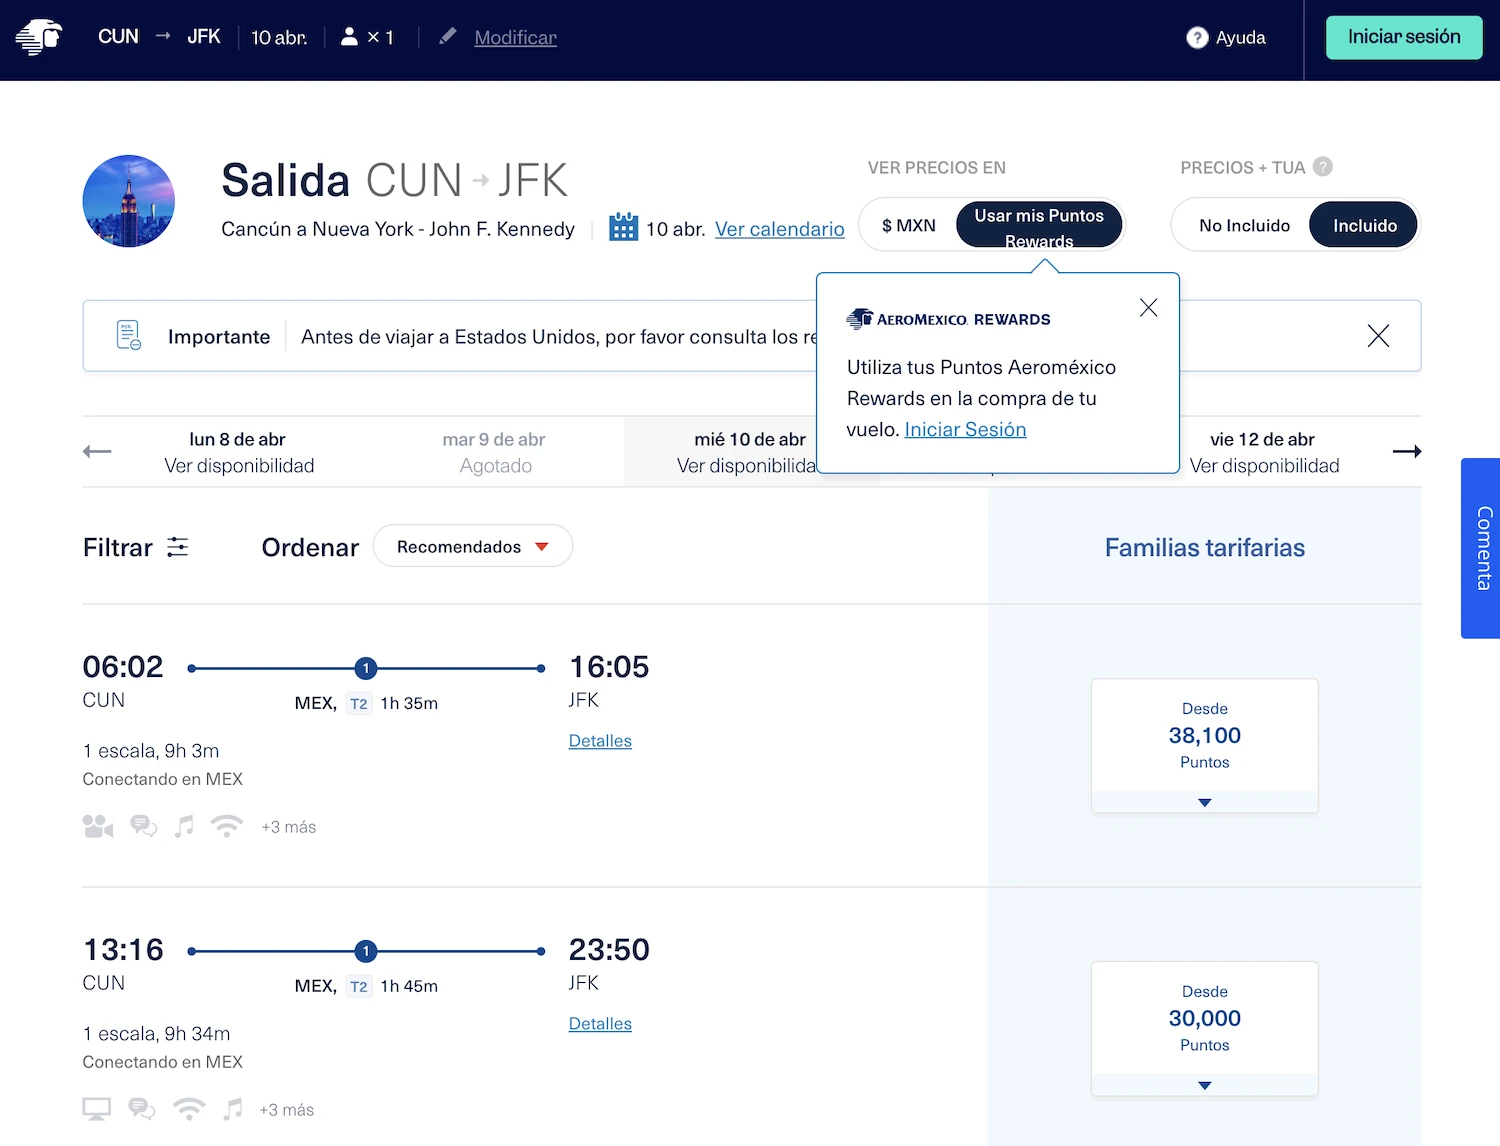 CUN → JFK 10 abr. × 1 Modificar ? Ayuda Iniciar sesión
Salida CUN → JFK
Cancún a Nueva York - John F. Kennedy 10 abr. Ver calendario
VER PRECIOS EN
$ MXN Usar mis Puntos
Rewards
PRECIOS + TUA ?
No Incluido Incluido
AEROMEXICO. REWARDS
Utiliza tus Puntos Aeroméxico
Rewards en la compra de tu
vuelo. Iniciar Sesión
Importante Antes de viajar a Estados Unidos, por favor consulta los
lun 8 de abr
Ver disponibilidad
mar 9 de abr
Agotado
mié 10 de abr
Ver disponibilida
vie 12 de abr
Ver disponibilidad
Comenta
Filtrar Ordenar Recomendados
Familias tarifarias
06:02 1 16:05
CUN MEX, T2 1h 35m JFK
Detalles
1 escala, 9h 3m
Conectando en MEX
+3 más
Desde
38,100
Puntos
13:16 1 23:50
CUN MEX, T2 1h 45m JFK
Detalles
1 escala, 9h 34m
Conectando en MEX
+3 más
Desde
30,000
Puntos